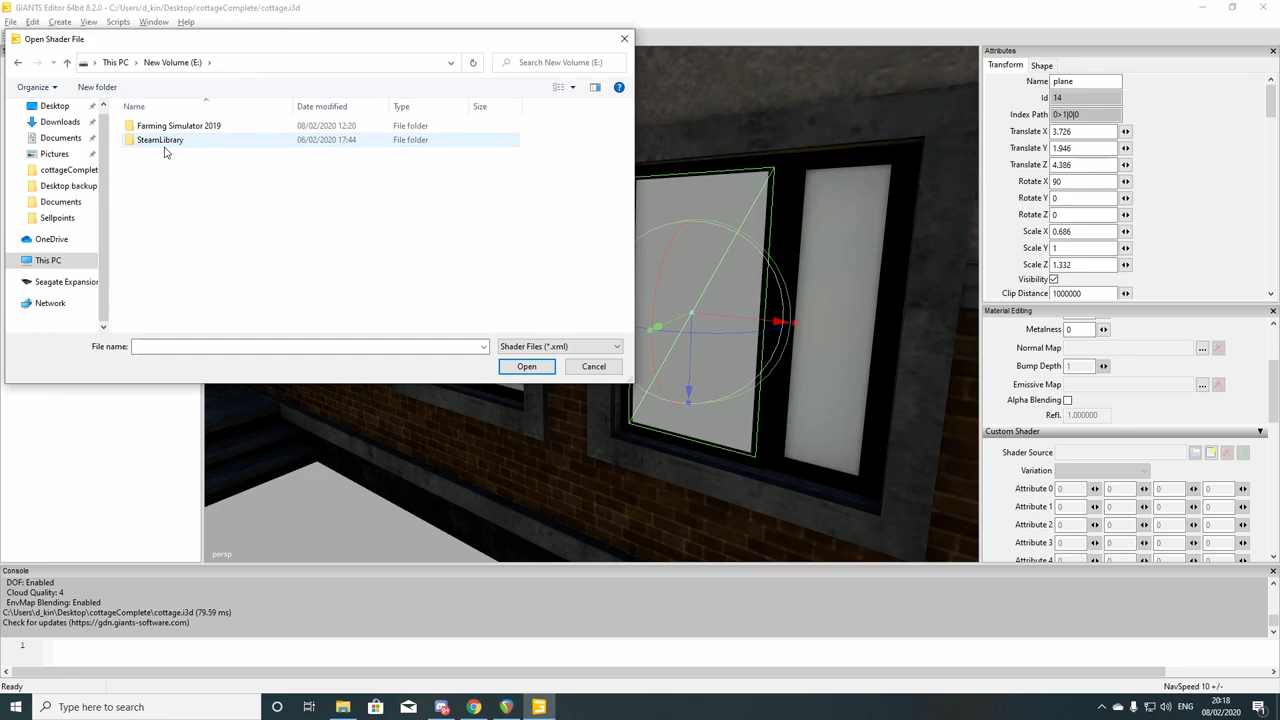 GIANTS Editor 64bit 8.2.0 - C:/Users/d_kin/Desktop/cottageComplete/cottage.i3d
File Edit Create View Scripts Window Help
Open Shader File
This PC New Volume (E:)
Search New Volume (E:)
Organize New folder
Name Date modified Type Size
Farming Simulator 2019 08/02/2020 12:20 File folder
SteamLibrary 06/02/2020 17:44 File folder
Desktop
Downloads
Documents
Pictures
cottageComplet
Desktop backup
Documents
Sellpoints
OneDrive
This PC
Seagate Expansio
Network
File name: Shader Files (*.xml)
Open Cancel
persp
Attributes
Transform Shape
Name plane
Id 14
Index Path 0>1|0|0
Translate X 3.726
Translate Y 1.946
Translate Z 4.386
Rotate X 90
Rotate Y 0
Rotate Z 0
Scale X 0.686
Scale Y 1
Scale Z 1.332
Visibility
Clip Distance 1000000
Material Editing
Metalness 0
Normal Map ...
Bump Depth 1
Emissive Map ...
Alpha Blending
Refl. 1.000000
Custom Shader
Shader Source
Variation
Attribute 0 0 0 0 0
Attribute 1 0 0 0 0
Attribute 2 0 0 0 0
Attribute 3 0 0 0 0
Console
DOF: Enabled
Cloud Quality: 4
EnvMap Blending: Enabled
C:\Users\d_kin\Desktop\cottageComplete\cottage.i3d (79.59 ms)
Check for updates (https://gdn.giants-software.com)
1
Ready NavSpeed 10 +/-
Type here to search
ENG
20:18
08/02/2020
1